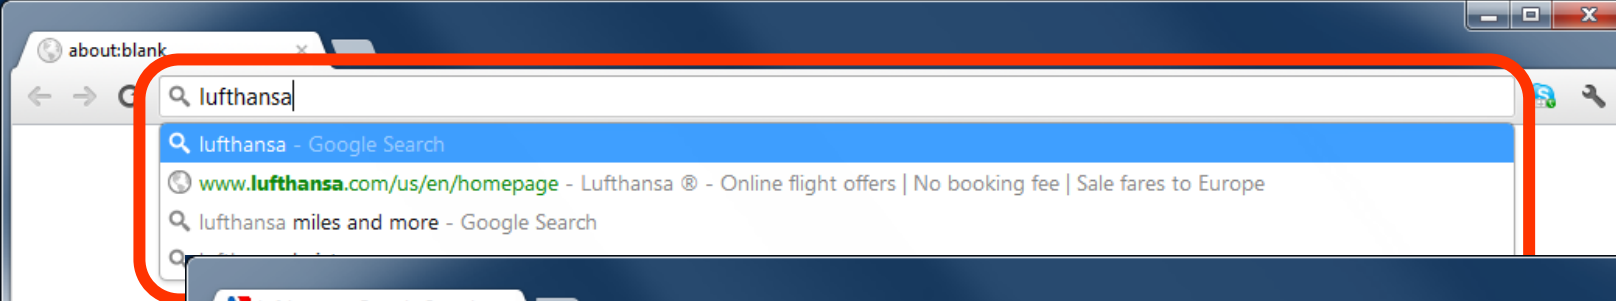 about:blank
lufthansa
lufthansa - Google Search
www.lufthansa.com/us/en/homepage - Lufthansa ® - Online flight offers | No booking fee | Sale fares to Europe
lufthansa miles and more - Google Search